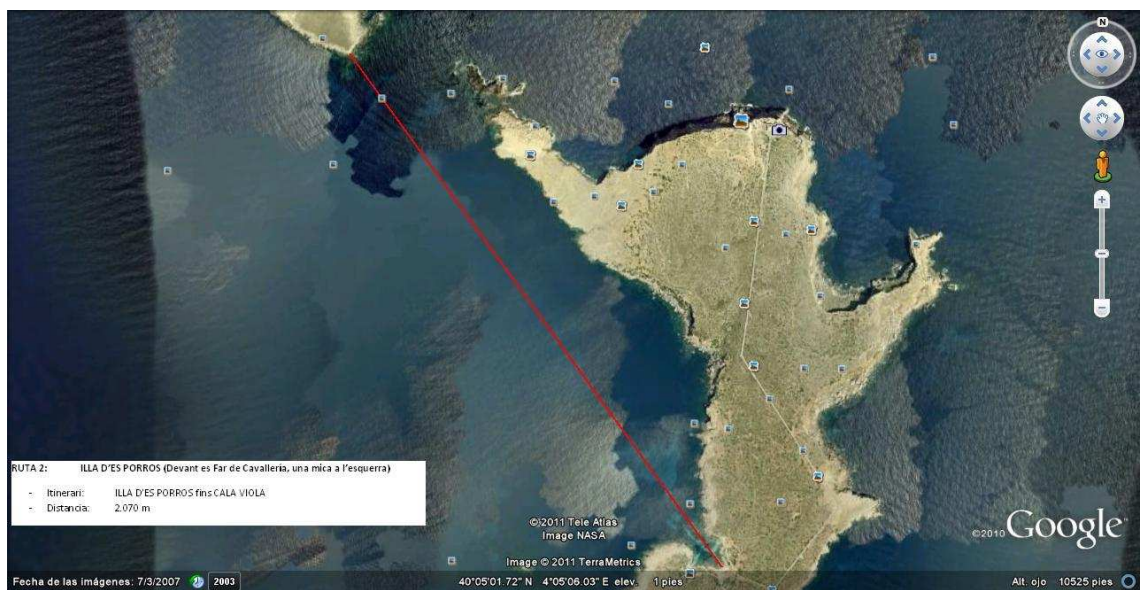 N
RUTA 2: ILLA D'ES PORROS (Devant es Far de Cavalleria, una mica a l'esquerra)
- Itinerari: ILLA D'ES PORROS fins CALA VIOLA
- Distancia: 2.070 m
©2011 Tele Atlas
Image NASA
Image © 2011 TerraMetrics
©2010 Google
Fecha de las imágenes: 7/3/2007 2003 40°05'01.72" N 4°05'06.03" E elev. 1 pies Alt. ojo 10525 pies